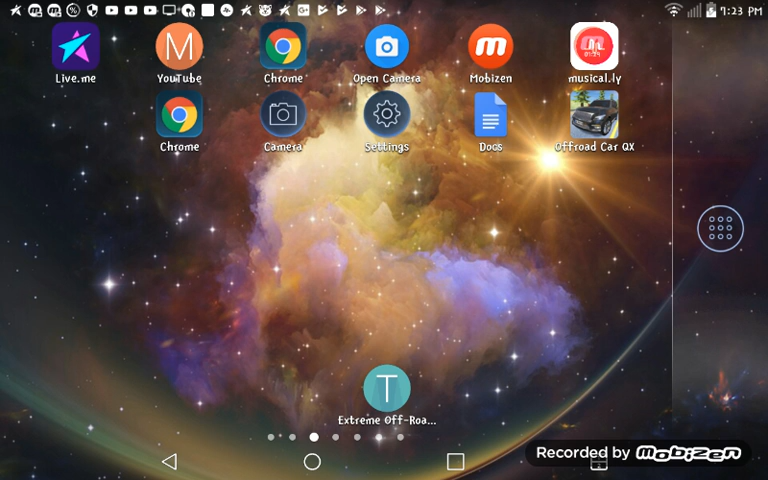 7:23 PM
Live.me
M
YouTube
Chrome
Open Camera
Mobizen
musical.ly
Chrome
Camera
Settings
Docs
Offroad Car QX
T
Extreme Off-Roa...
Recorded by Mobizen